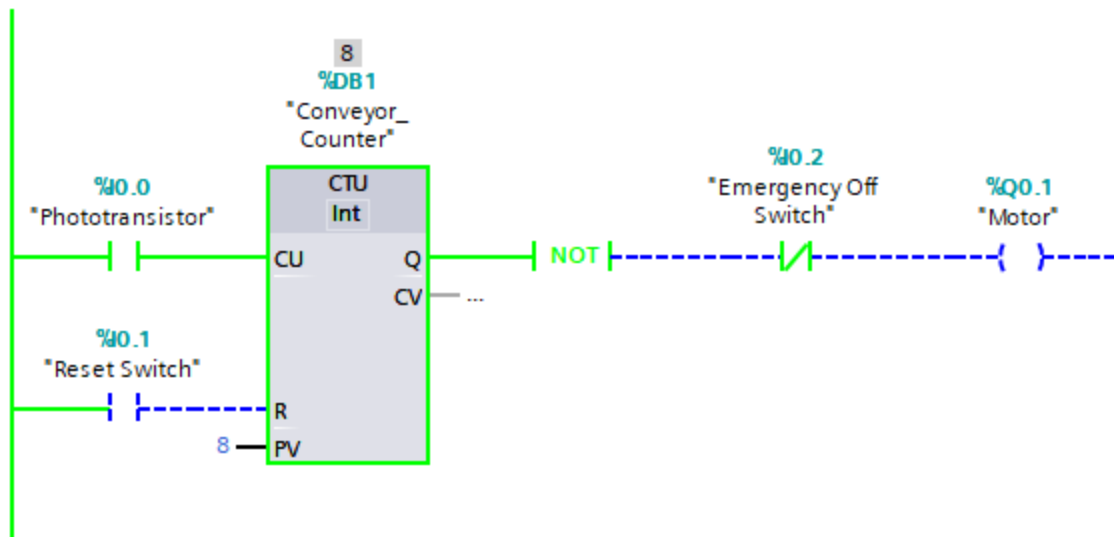 8
%DB1
"Conveyor_
Counter"
%I0.0
"Phototransistor"
CTU
Int
CU
Q
CV
...
NOT
%I0.2
"Emergency Off
Switch"
%Q0.1
"Motor"
%I0.1
"Reset Switch"
R
8
PV